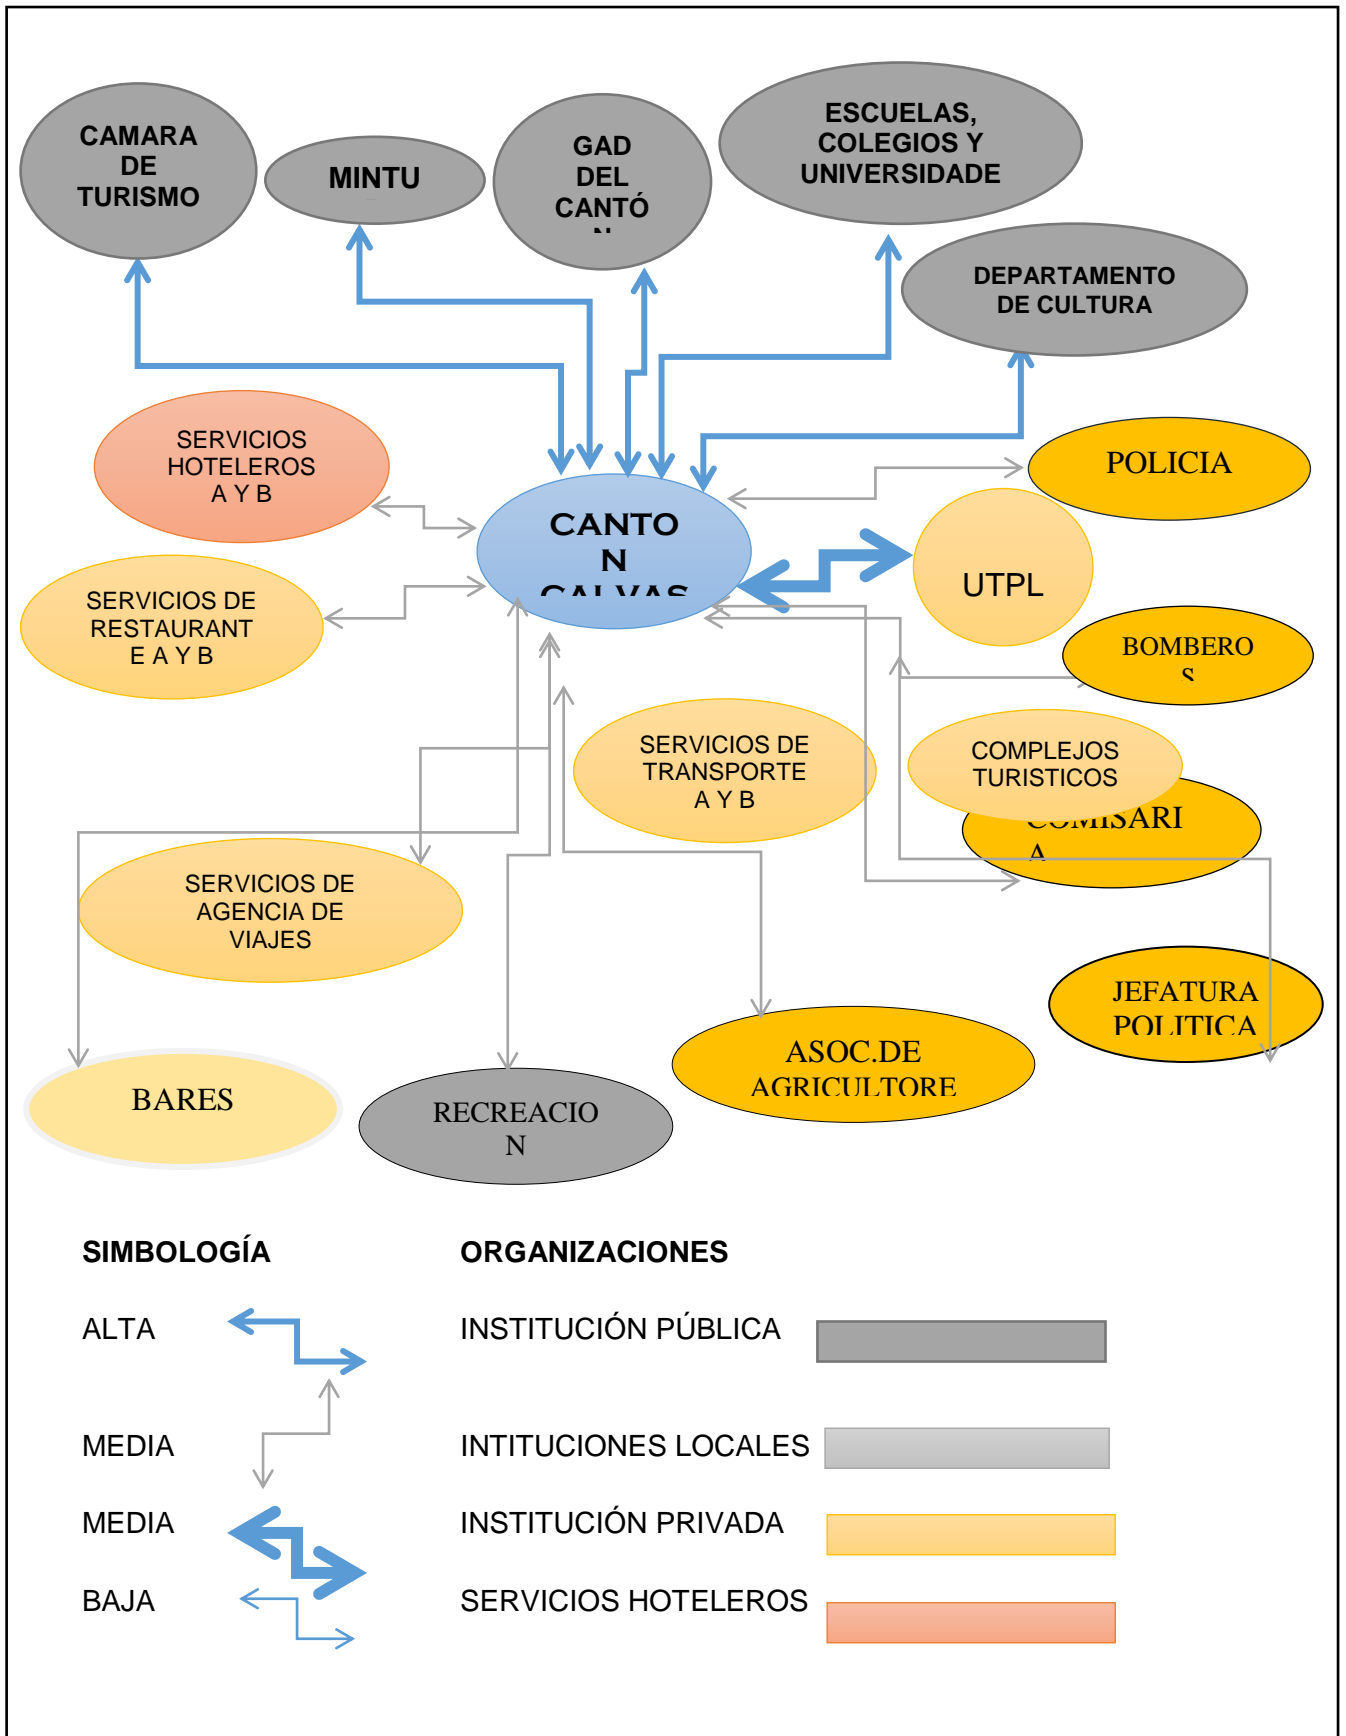 CAMARA
DE
TURISMO
MINTU
GAD
DEL
CANTÓ
N
ESCUELAS,
COLEGIOS Y
UNIVERSIDADE
DEPARTAMENTO
DE CULTURA
SERVICIOS
HOTELEROS
A Y B
POLICIA
CANTO
N
CALVAS
UTPL
SERVICIOS DE
RESTAURANT
E A Y B
BOMBERO
S
SERVICIOS DE
TRANSPORTE
A Y B
COMPLEJOS
TURISTICOS
COMISARI
A
SERVICIOS DE
AGENCIA DE
VIAJES
JEFATURA
POLITICA
ASOC.DE
AGRICULTORE
BARES
RECREACIO
N
SIMBOLOGÍA
ORGANIZACIONES
ALTA
INSTITUCIÓN PÚBLICA
MEDIA
INTITUCIONES LOCALES
MEDIA
INSTITUCIÓN PRIVADA
BAJA
SERVICIOS HOTELEROS